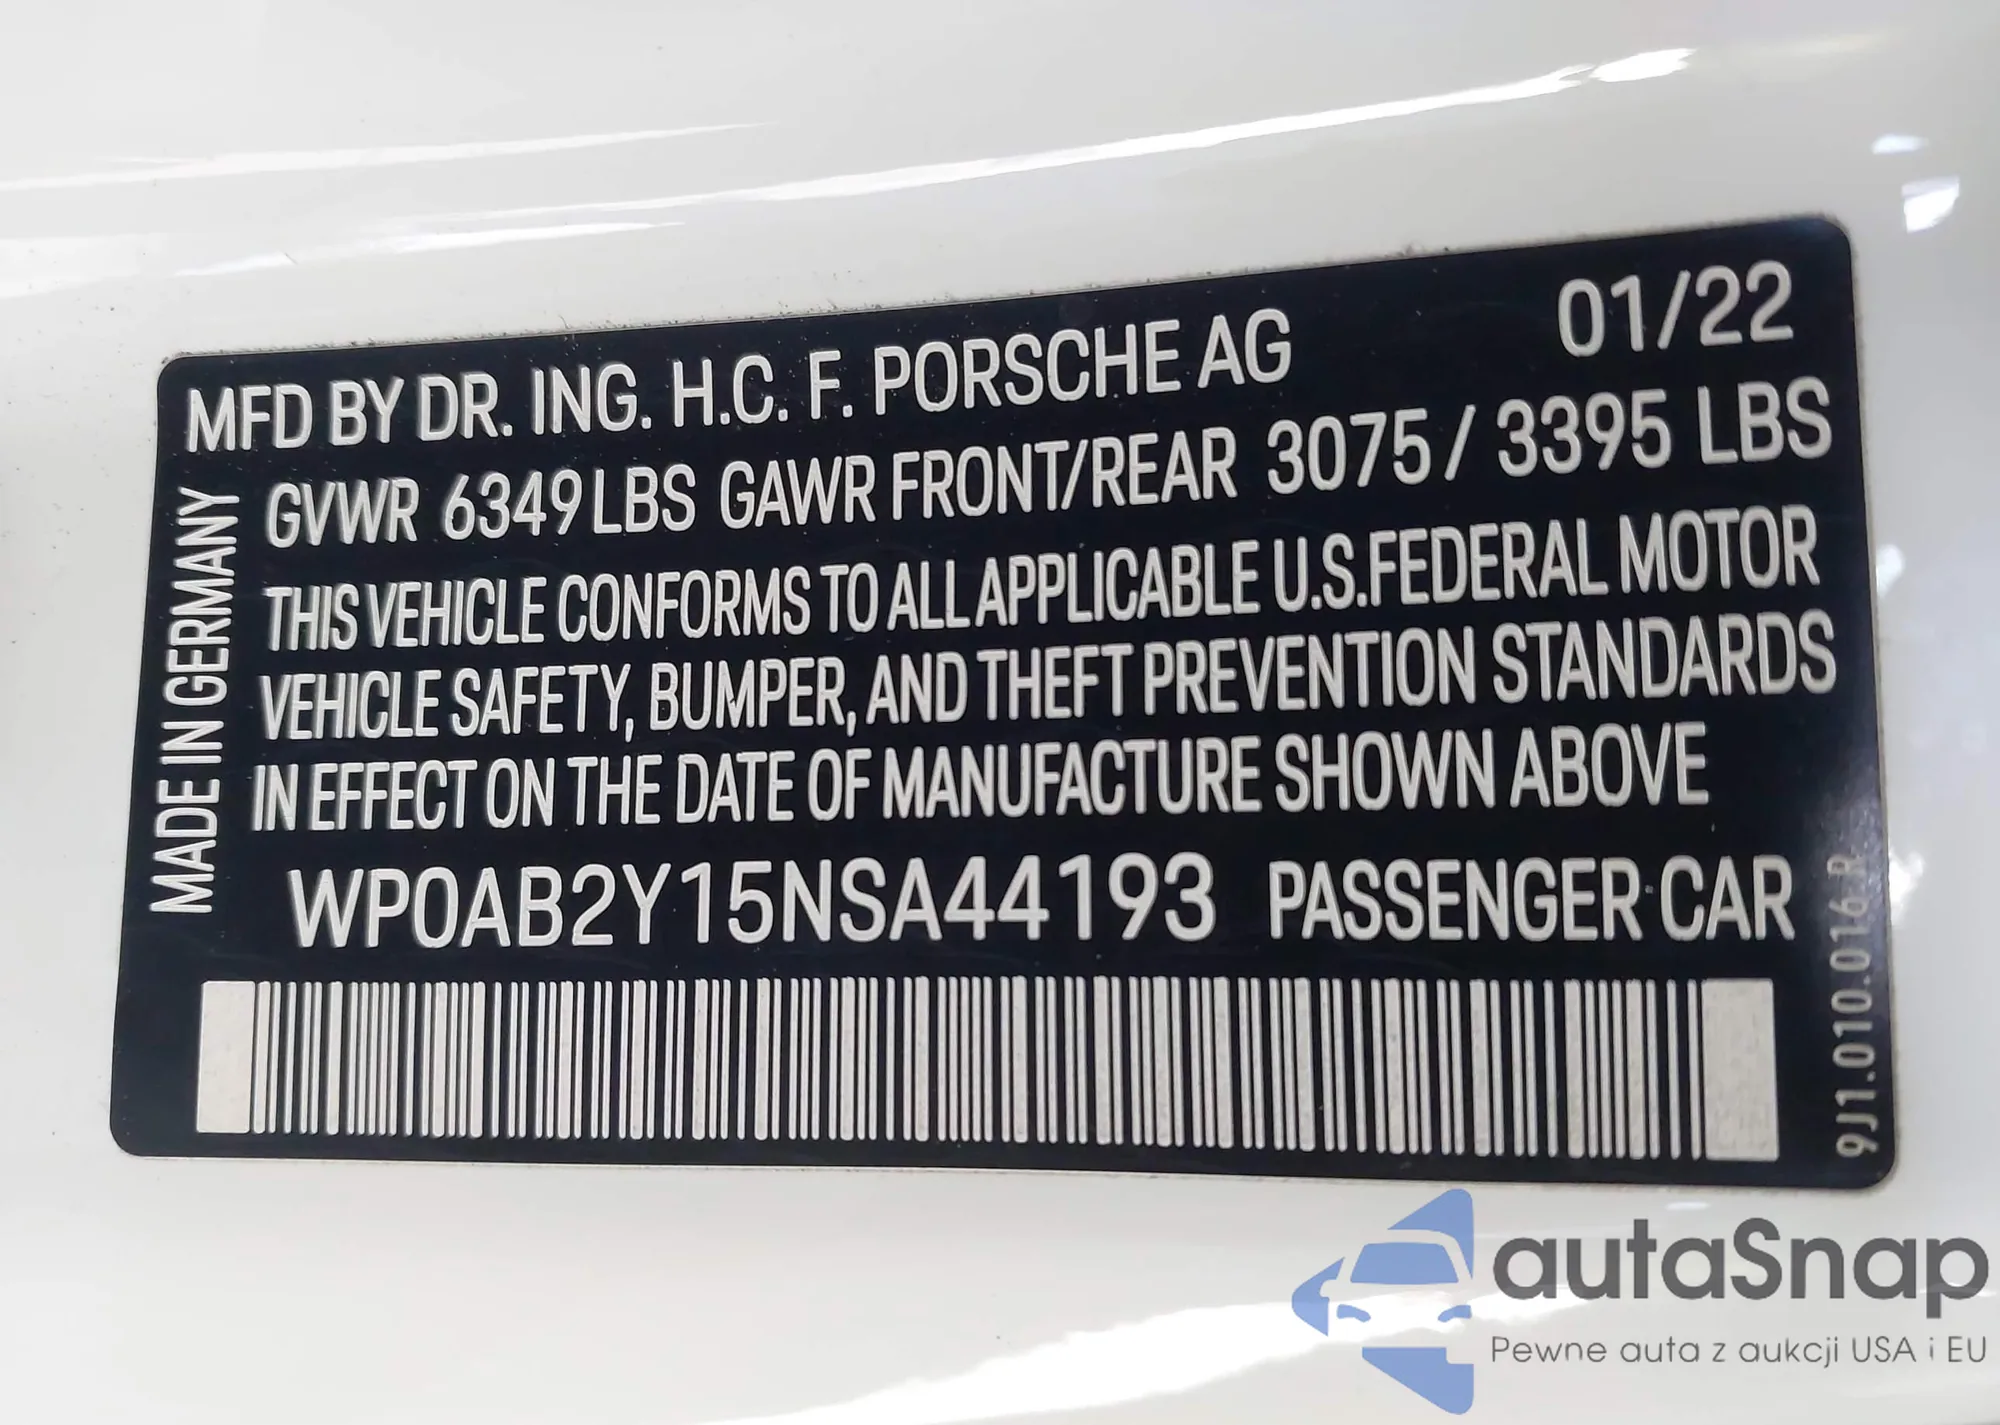 MFD BY DR. ING. H.C. F. PORSCHE AG 01/22
GVWR 6349 LBS GAWR FRONT/REAR 3075 / 3395 LBS
THIS VEHICLE CONFORMS TO ALL APPLICABLE U.S.FEDERAL MOTOR
VEHICLE SAFETY, BUMPER, AND THEFT PREVENTION STANDARDS
IN EFFECT ON THE DATE OF MANUFACTURE SHOWN ABOVE
WP0AB2Y15NSA44193 PASSENGER CAR
MADE IN GERMANY
9J1.010.016.R
autaSnap
Pewne auta z aukcji USA i EU